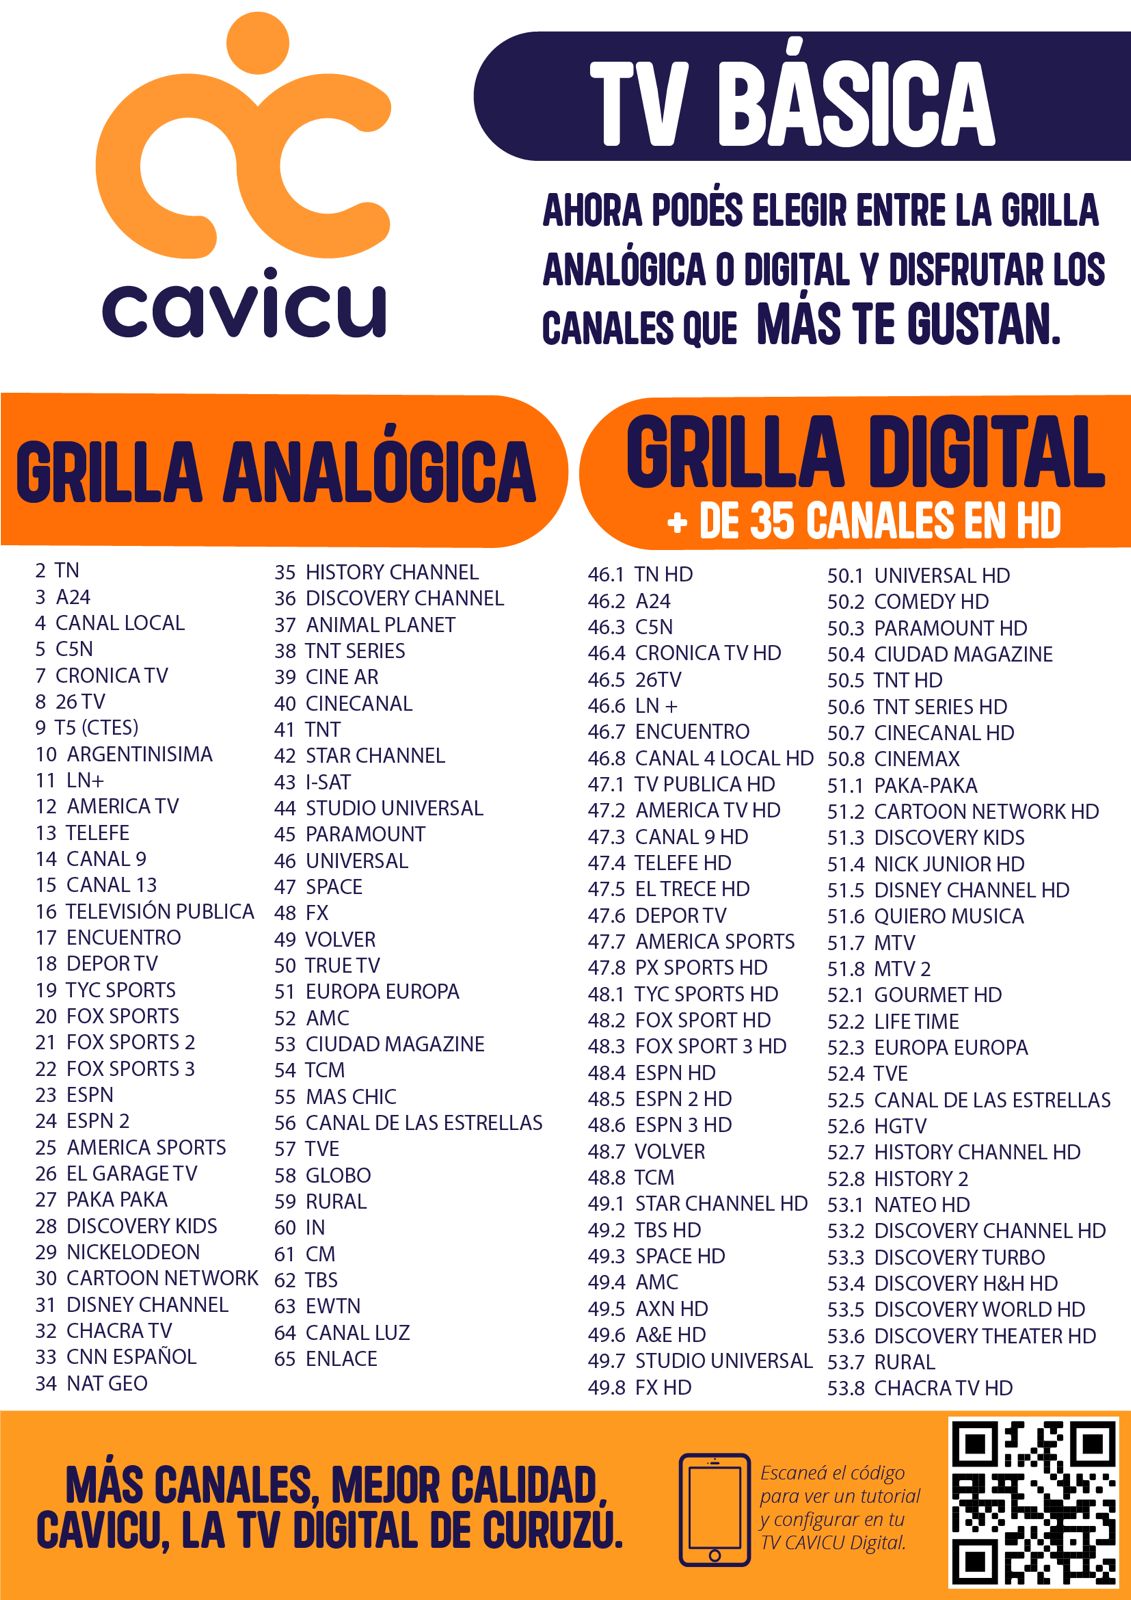 cavicu
TV BÁSICA
AHORA PODÉS ELEGIR ENTRE LA GRILLA
ANALÓGICA O DIGITAL Y DISFRUTAR LOS
CANALES QUE MÁS TE GUSTAN.
GRILLA ANALÓGICA
2 TN
3 A24
4 CANAL LOCAL
5 C5N
7 CRONICA TV
8 26 TV
9 T5 (CTES)
10 ARGENTINISIMA
11 LN+
12 AMERICA TV
13 TELEFE
14 CANAL 9
15 CANAL 13
16 TELEVISIÓN PUBLICA
17 ENCUENTRO
18 DEPOR TV
19 TYC SPORTS
20 FOX SPORTS
21 FOX SPORTS 2
22 FOX SPORTS 3
23 ESPN
24 ESPN 2
25 AMERICA SPORTS
26 EL GARAGE TV
27 PAKA PAKA
28 DISCOVERY KIDS
29 NICKELODEON
30 CARTOON NETWORK
31 DISNEY CHANNEL
32 CHACRA TV
33 CNN ESPAÑOL
34 NAT GEO
35 HISTORY CHANNEL
36 DISCOVERY CHANNEL
37 ANIMAL PLANET
38 TNT SERIES
39 CINE AR
40 CINECANAL
41 TNT
42 STAR CHANNEL
43 I-SAT
44 STUDIO UNIVERSAL
45 PARAMOUNT
46 UNIVERSAL
47 SPACE
48 FX
49 VOLVER
50 TRUE TV
51 EUROPA EUROPA
52 AMC
53 CIUDAD MAGAZINE
54 TCM
55 MAS CHIC
56 CANAL DE LAS ESTRELLAS
57 TVE
58 GLOBO
59 RURAL
60 IN
61 CM
62 TBS
63 EWTN
64 CANAL LUZ
65 ENLACE
GRILLA DIGITAL
+ DE 35 CANALES EN HD
46.1 TN HD
46.2 A24
46.3 C5N
46.4 CRONICA TV HD
46.5 26TV
46.6 LN +
46.7 ENCUENTRO
46.8 CANAL 4 LOCAL HD
47.1 TV PUBLICA HD
47.2 AMERICA TV HD
47.3 CANAL 9 HD
47.4 TELEFE HD
47.5 EL TRECE HD
47.6 DEPOR TV
47.7 AMERICA SPORTS
47.8 PX SPORTS HD
48.1 TYC SPORTS HD
48.2 FOX SPORT HD
48.3 FOX SPORT 3 HD
48.4 ESPN HD
48.5 ESPN 2 HD
48.6 ESPN 3 HD
48.7 VOLVER
48.8 TCM
49.1 STAR CHANNEL HD
49.2 TBS HD
49.3 SPACE HD
49.4 AMC
49.5 AXN HD
49.6 A&E HD
49.7 STUDIO UNIVERSAL
49.8 FX HD
50.1 UNIVERSAL HD
50.2 COMEDY HD
50.3 PARAMOUNT HD
50.4 CIUDAD MAGAZINE
50.5 TNT HD
50.6 TNT SERIES HD
50.7 CINECANAL HD
50.8 CINEMAX
51.1 PAKA-PAKA
51.2 CARTOON NETWORK HD
51.3 DISCOVERY KIDS
51.4 NICK JUNIOR HD
51.5 DISNEY CHANNEL HD
51.6 QUIERO MUSICA
51.7 MTV
51.8 MTV 2
52.1 GOURMET HD
52.2 LIFE TIME
52.3 EUROPA EUROPA
52.4 TVE
52.5 CANAL DE LAS ESTRELLAS
52.6 HGTV
52.7 HISTORY CHANNEL HD
52.8 HISTORY 2
53.1 NATEO HD
53.2 DISCOVERY CHANNEL HD
53.3 DISCOVERY TURBO
53.4 DISCOVERY H&H HD
53.5 DISCOVERY WORLD HD
53.6 DISCOVERY THEATER HD
53.7 RURAL
53.8 CHACRA TV HD
MÁS CANALES, MEJOR CALIDAD,
CAVICU, LA TV DIGITAL DE CURUZÚ.
Escaneá el código
para ver un tutorial
y configurar en tu
TV CAVICU Digital.